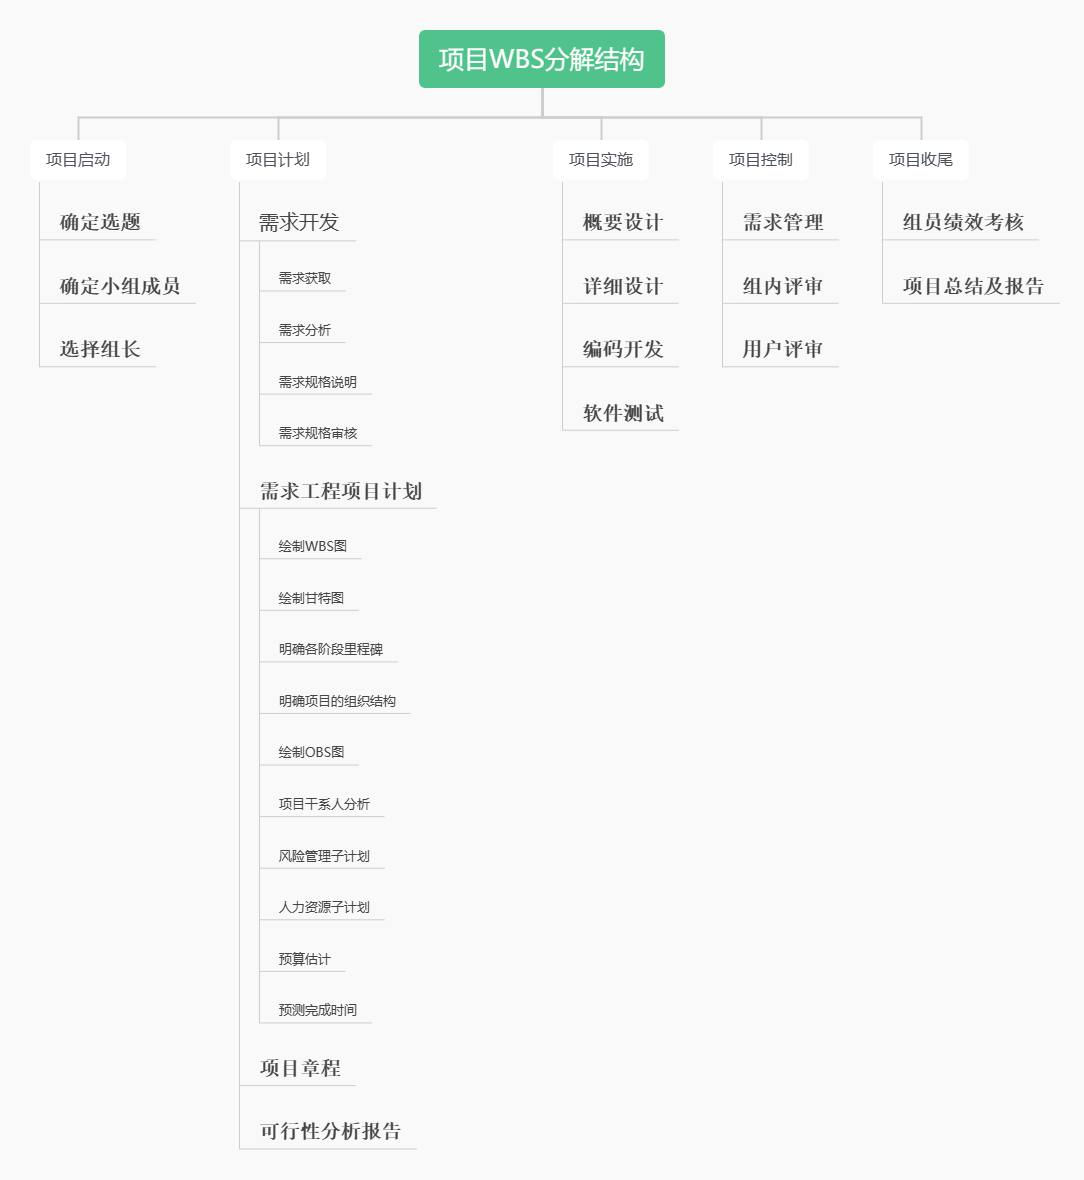 项目WBS分解结构
项目启动
确定选题
确定小组成员
选择组长
项目计划
需求开发
需求获取
需求分析
需求规格说明
需求规格审核
需求工程项目计划
绘制WBS图
绘制甘特图
明确各阶段里程碑
明确项目的组织结构
绘制OBS图
项目干系人分析
风险管理子计划
人力资源子计划
预算估计
预测完成时间
项目章程
可行性分析报告
项目实施
概要设计
详细设计
编码开发
软件测试
项目控制
需求管理
组内评审
用户评审
项目收尾
组员绩效考核
项目总结及报告